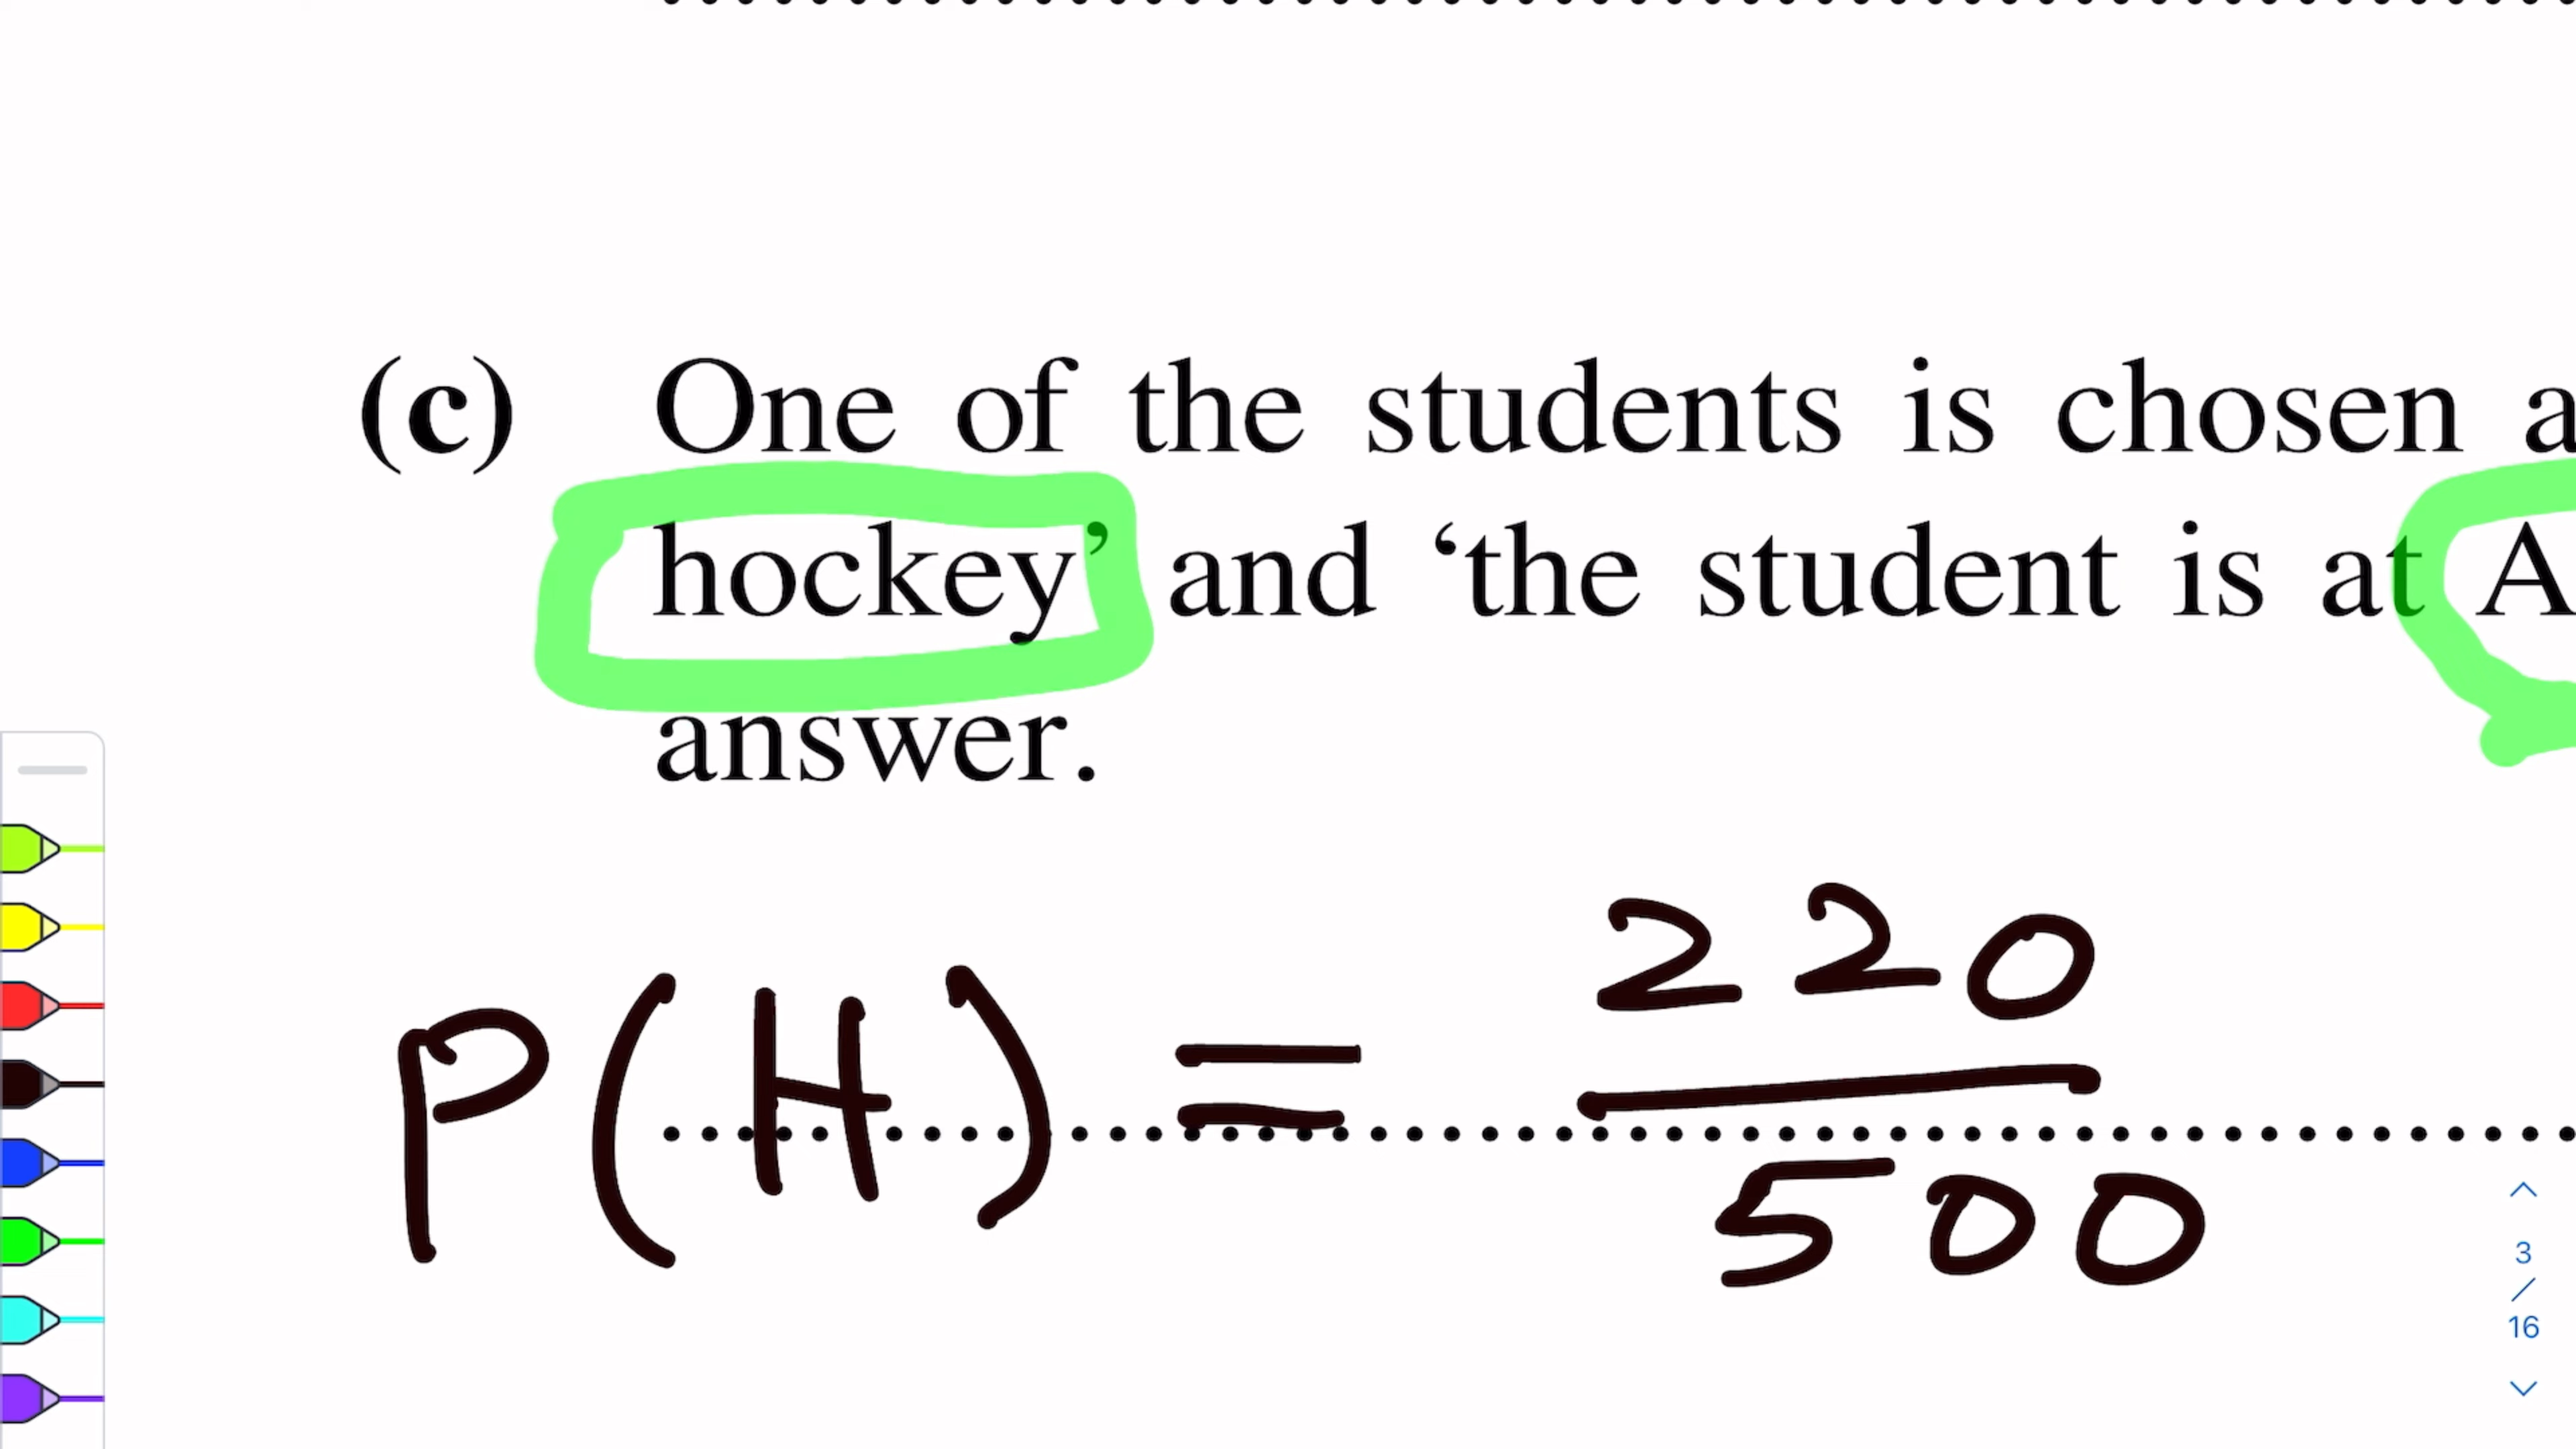 (c) One of the students is chosen a
hockey’ and ‘the student is at A
answer.
P(H) = 220
500
3
/
16